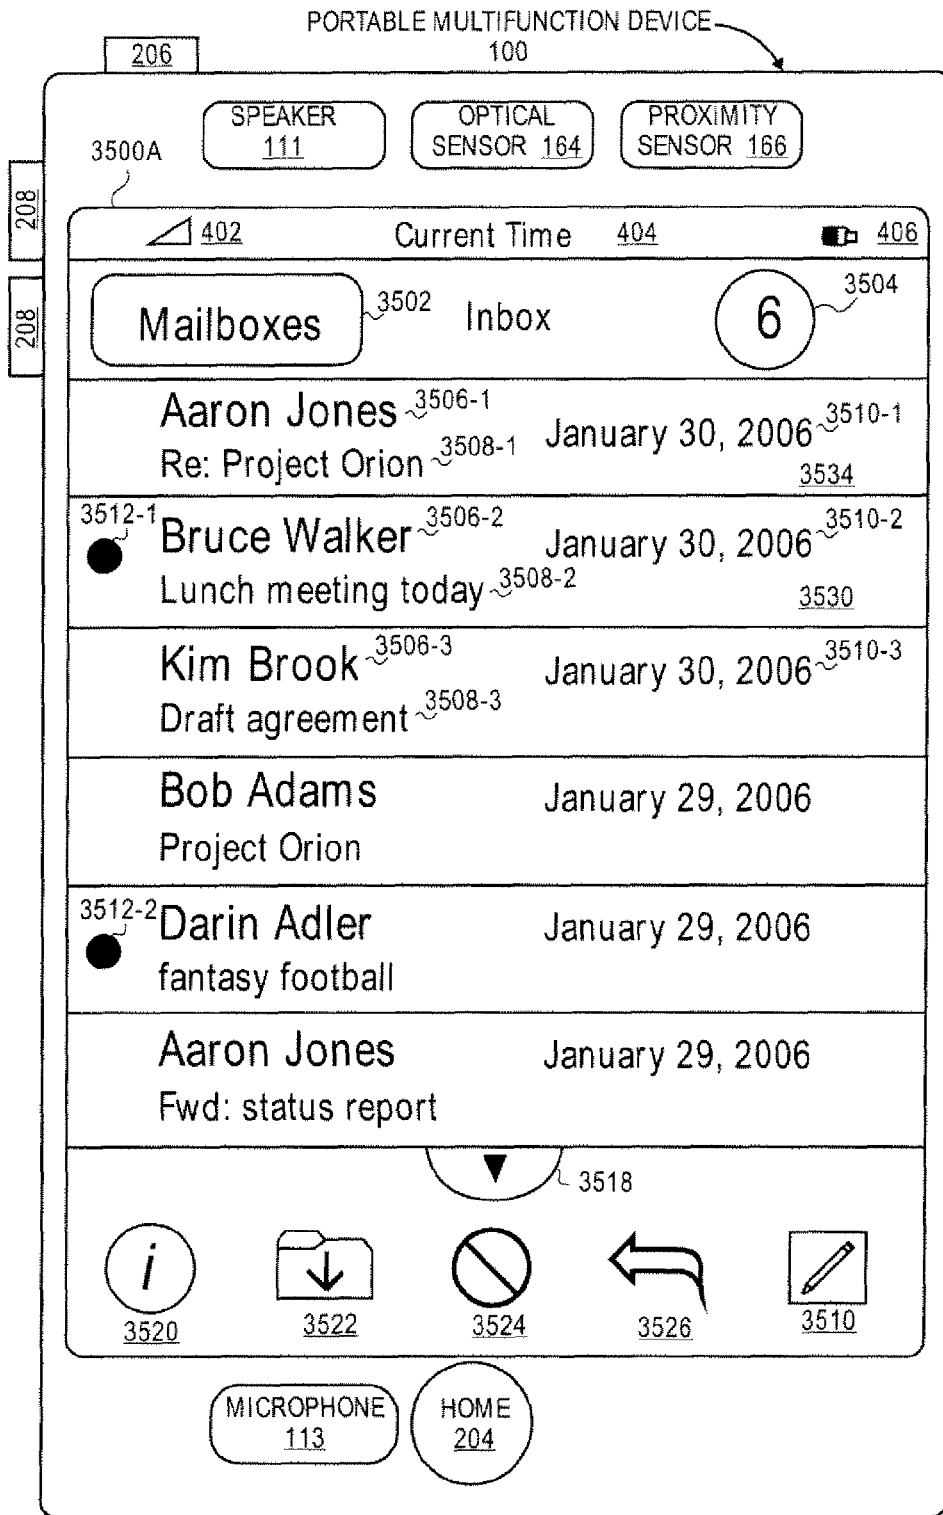 PORTABLE MULTIFUNCTION DEVICE
100
206
SPEAKER
111
OPTICAL
SENSOR 164
PROXIMITY
SENSOR 166
3500A
208
208
402 Current Time 404 406
Mailboxes 3502 Inbox 6 3504
Aaron Jones 3506-1
January 30, 2006 3510-1
Re: Project Orion 3508-1
3534
3512-1
Bruce Walker 3506-2
January 30, 2006 3510-2
Lunch meeting today 3508-2
3530
Kim Brook 3506-3
January 30, 2006 3510-3
Draft agreement 3508-3
Bob Adams
January 29, 2006
Project Orion
3512-2
Darin Adler
January 29, 2006
fantasy football
Aaron Jones
January 29, 2006
Fwd: status report
3518
i
3520 3522 3524 3526 3510
MICROPHONE
113
HOME
204